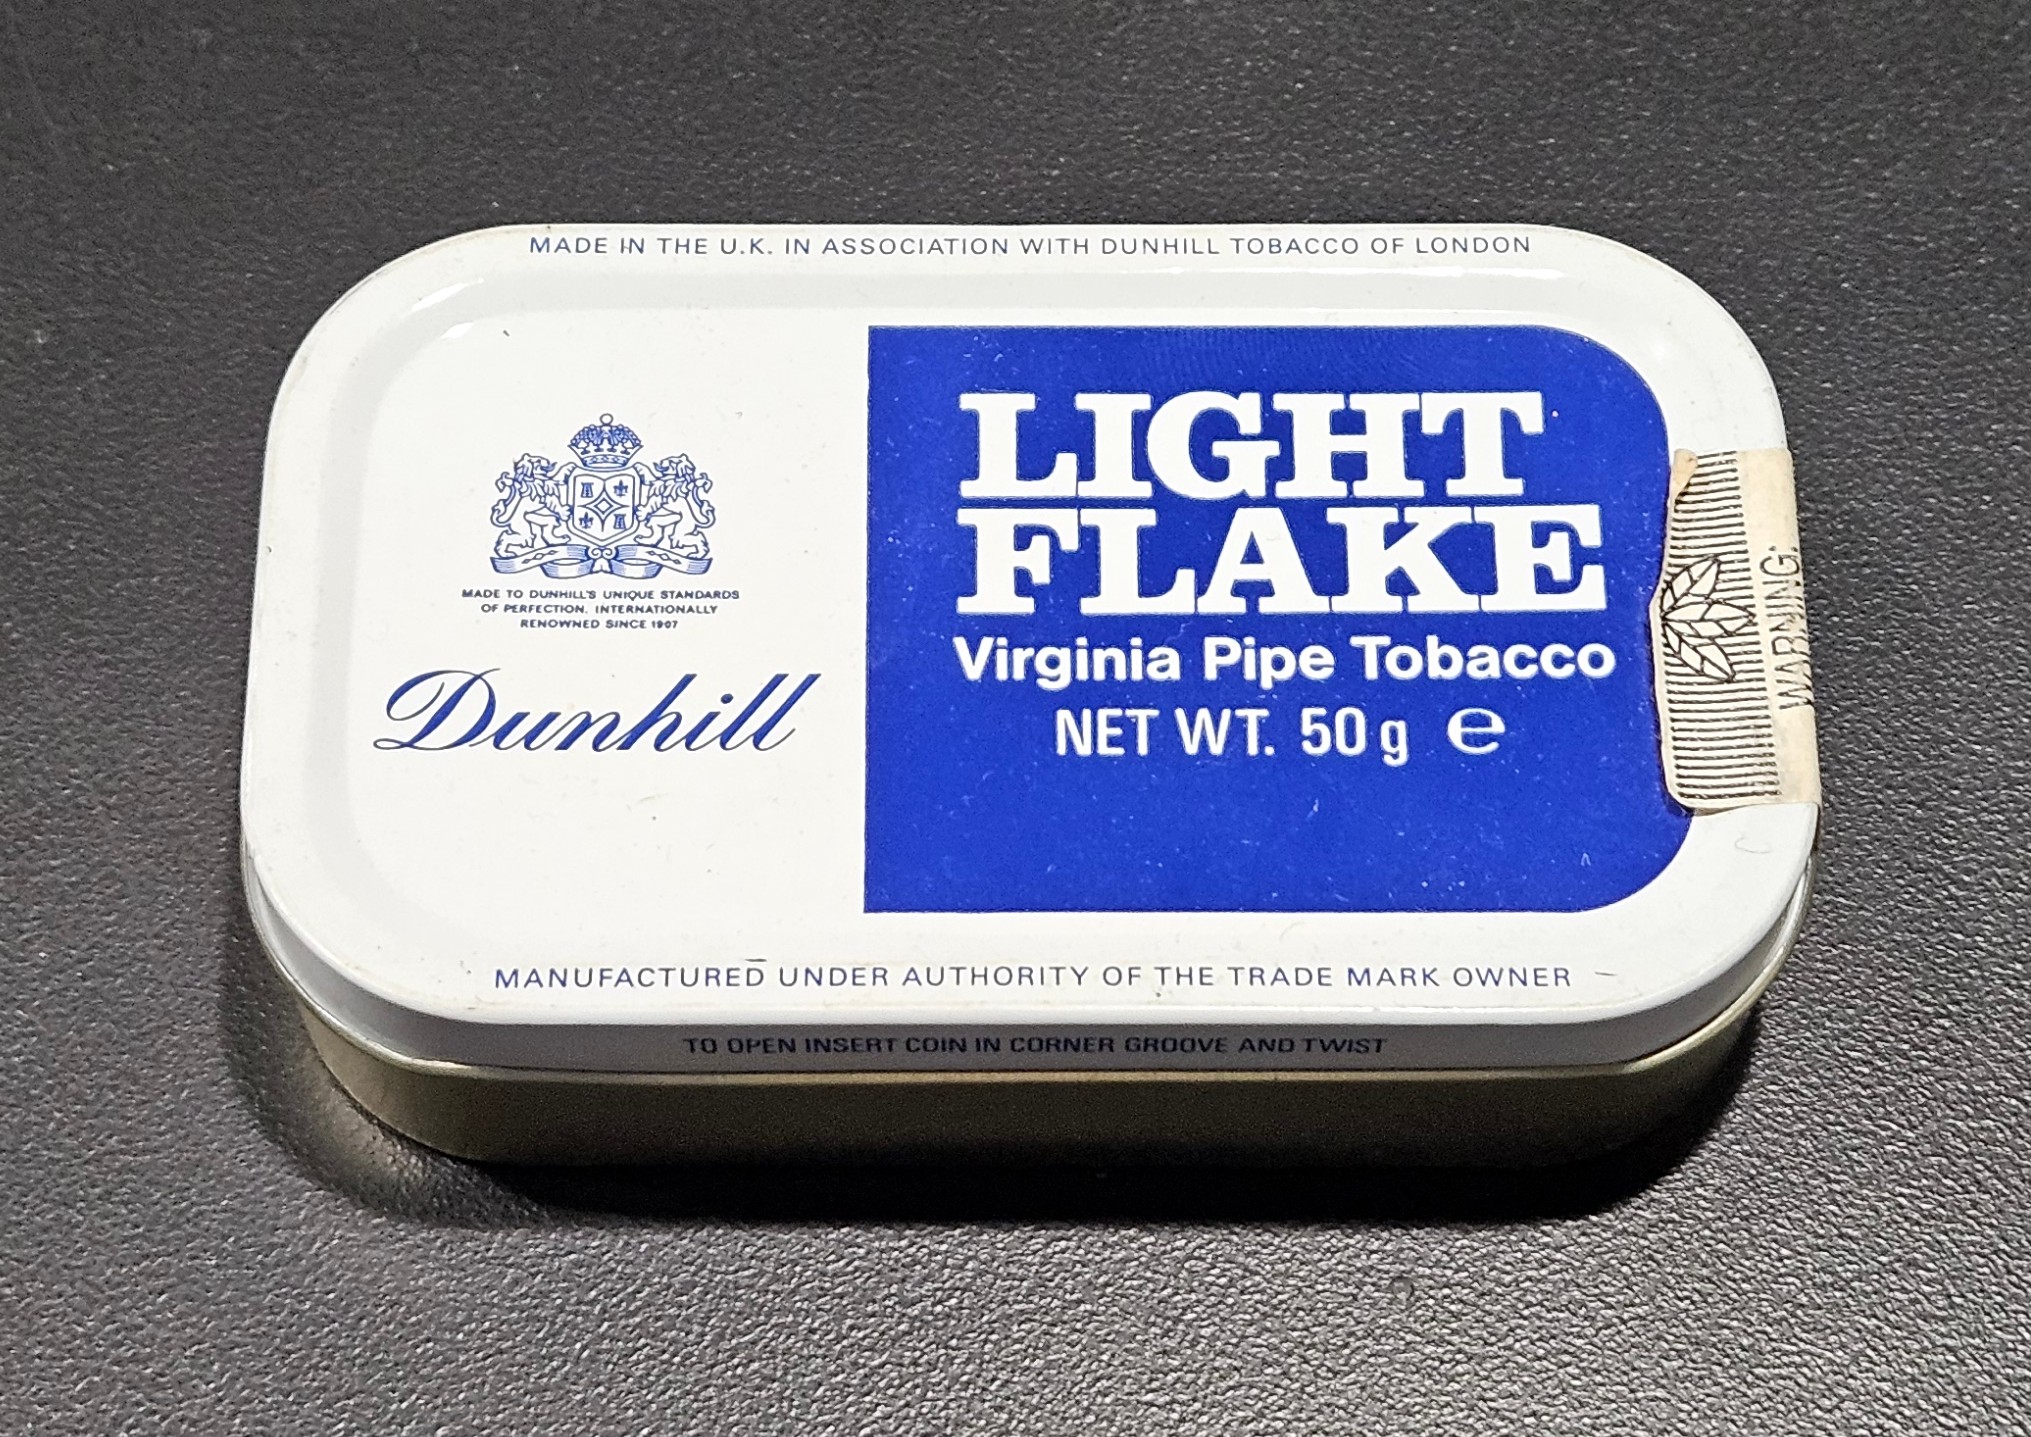 MADE IN THE U.K. IN ASSOCIATION WITH DUNHILL TOBACCO OF LONDON
MADE TO DUNHILL'S UNIQUE STANDARDS
OF PERFECTION. INTERNATIONALLY
RENOWNED SINCE 1907
Dunhill
LIGHT
FLAKE
Virginia Pipe Tobacco
NET WT. 50 g e
WARNING:
MANUFACTURED UNDER AUTHORITY OF THE TRADE MARK OWNER
TO OPEN INSERT COIN IN CORNER GROOVE AND TWIST